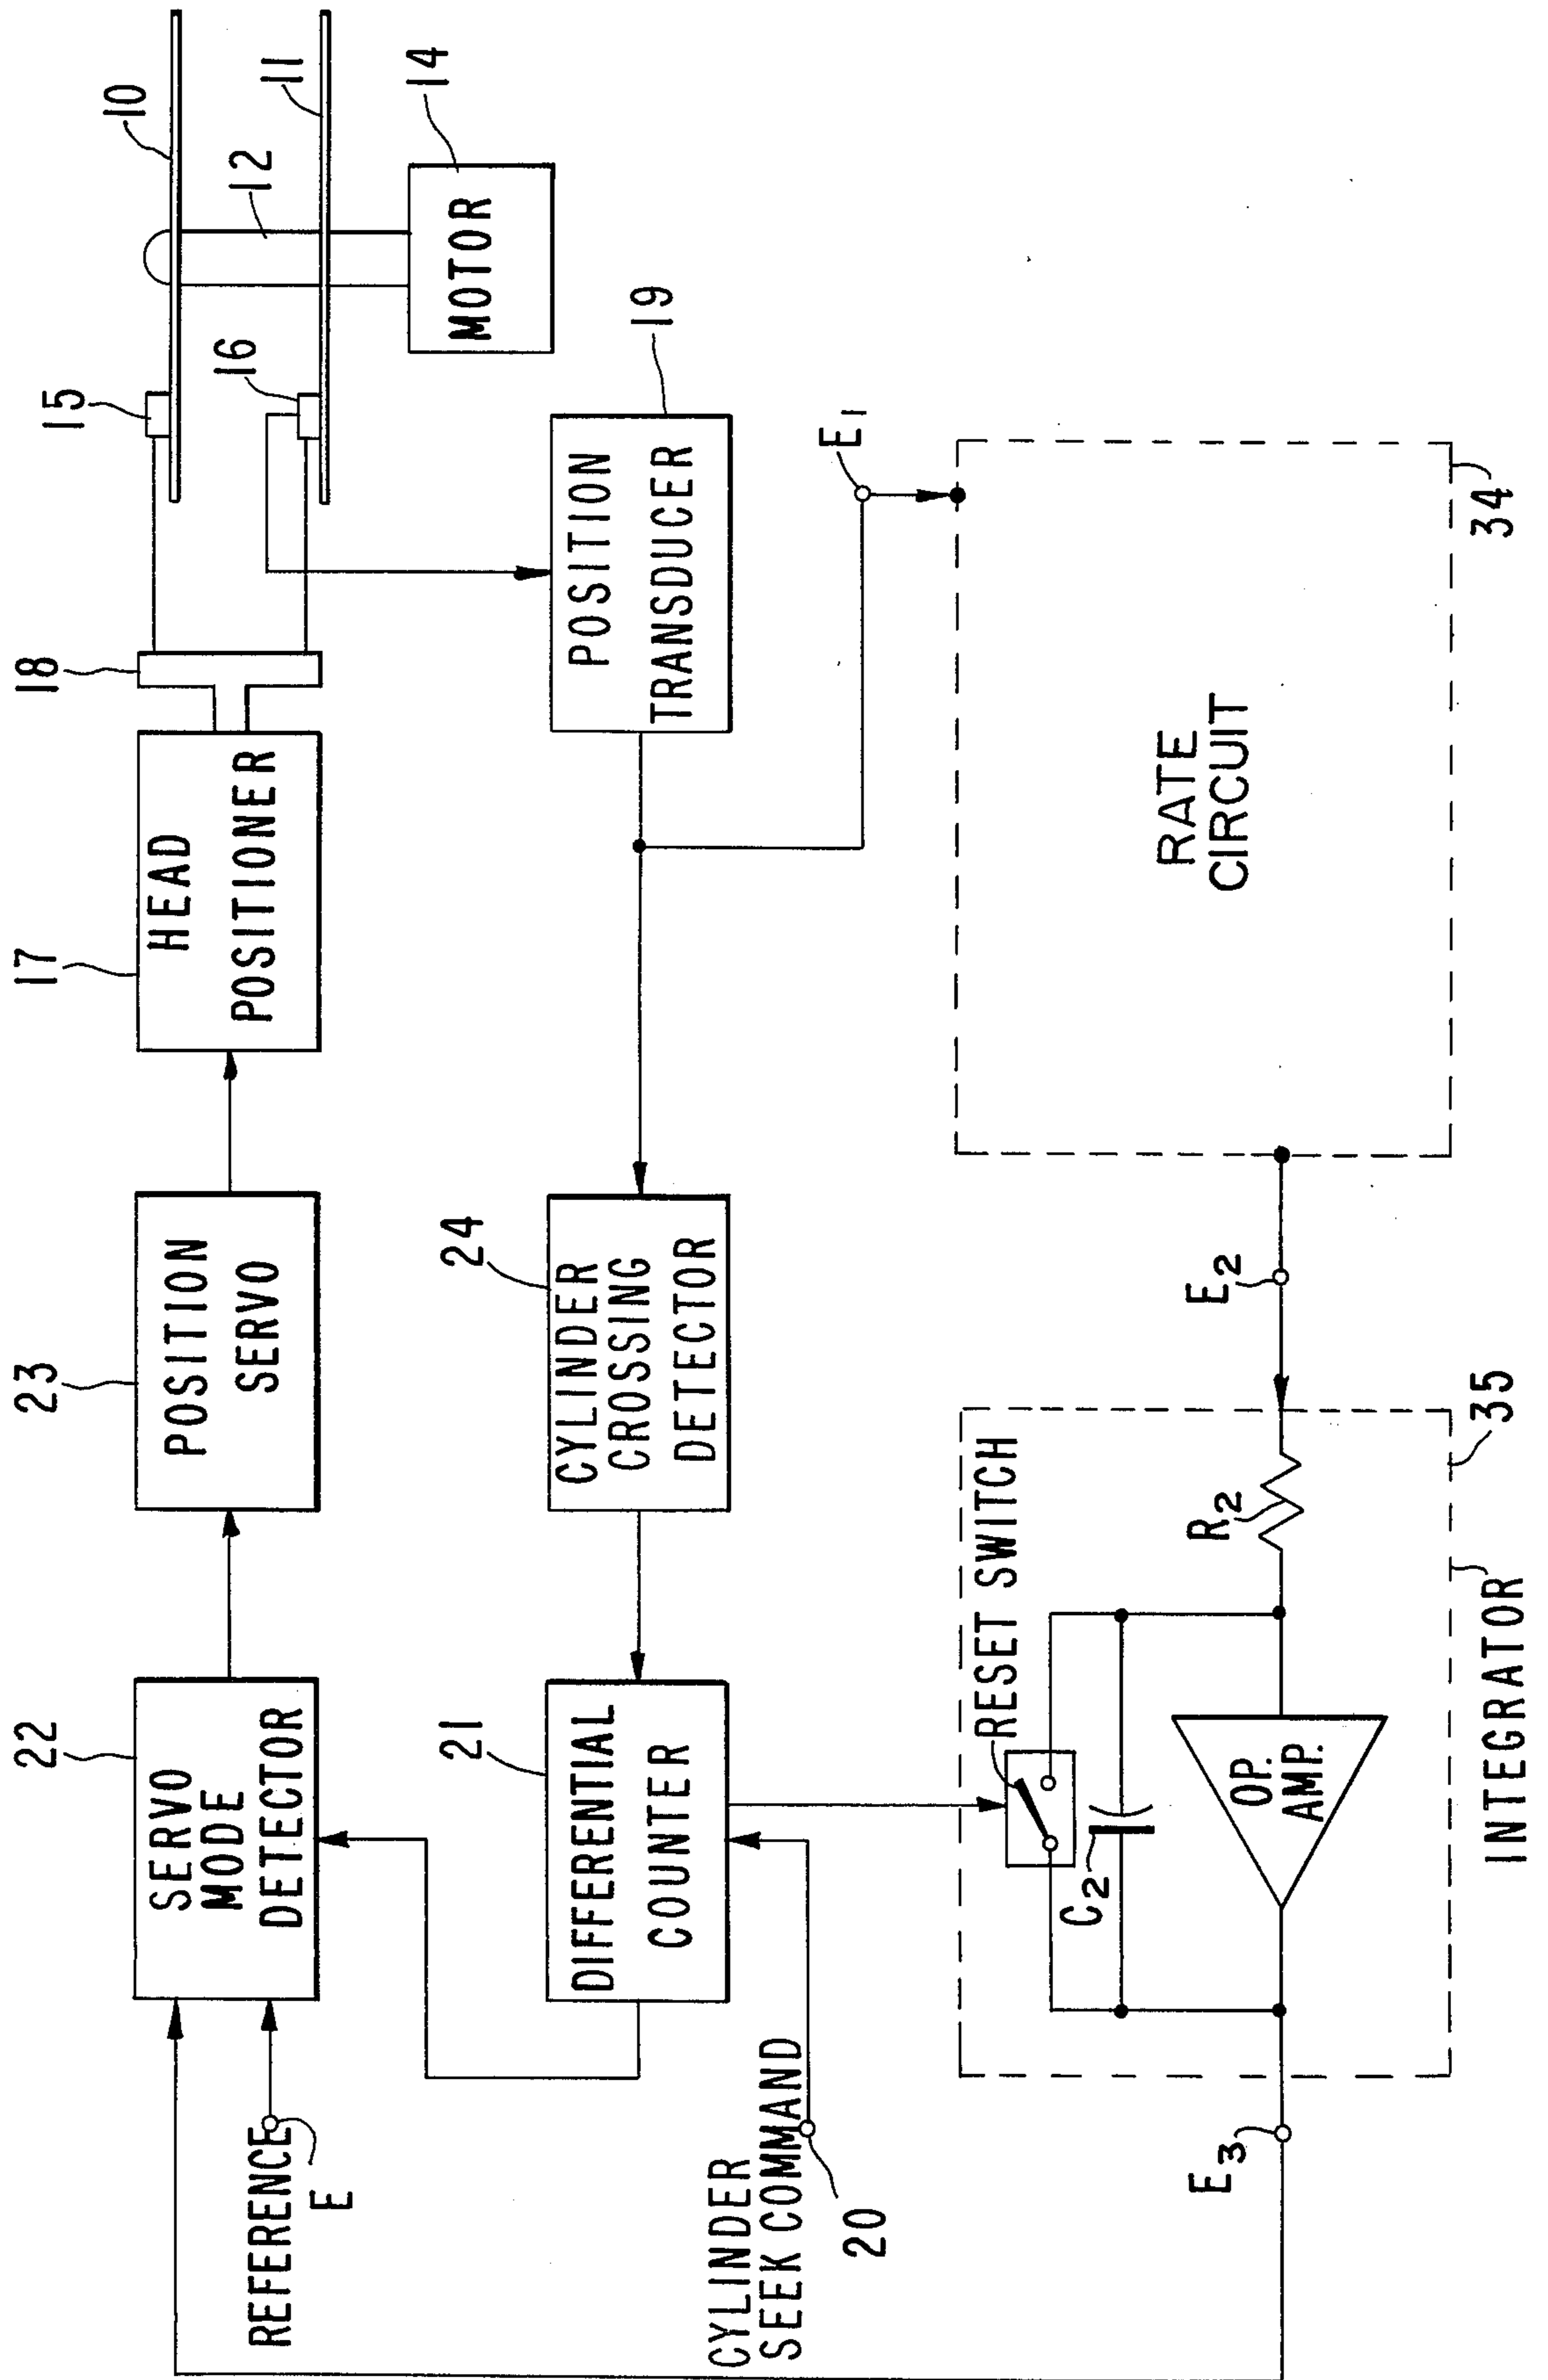 22
SERVO
MODE
DETECTOR
23
POSITION
SERVO
17
HEAD
POSITIONER
18
15
16
10
12
11
14
MOTOR
REFERENCE
E
21
DIFFERENTIAL
COUNTER
24
CYLINDER
CROSSING
DETECTOR
POSITION
TRANSDUCER
19
CYLINDER
SEEK COMMAND
20
E1
RESET SWITCH
C2
OP.
AMP.
R2
E3
E2
RATE
CIRCUIT
INTEGRATOR
35
34